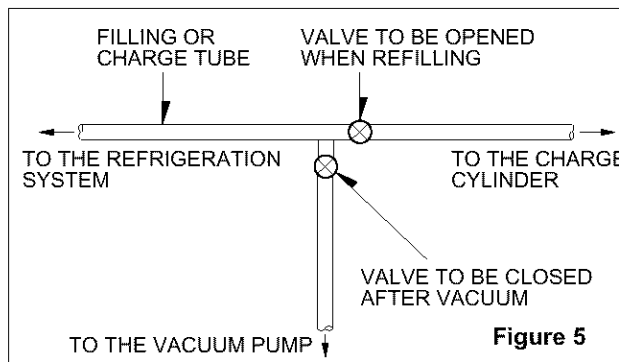 FILLING OR
CHARGE TUBE
VALVE TO BE OPENED
WHEN REFILLING
TO THE REFRIGERATION
SYSTEM
TO THE CHARGE
CYLINDER
VALVE TO BE CLOSED
AFTER VACUUM
TO THE VACUUM PUMP
Figure 5